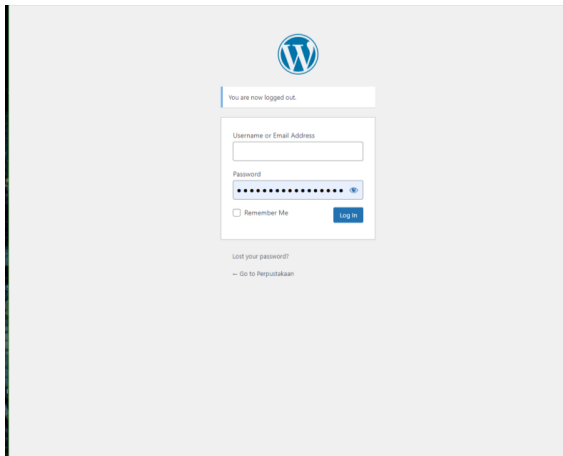 You are now logged out.
Username or Email Address
Password
Remember Me
Log In
Lost your password?
← Go to Perpustakaan